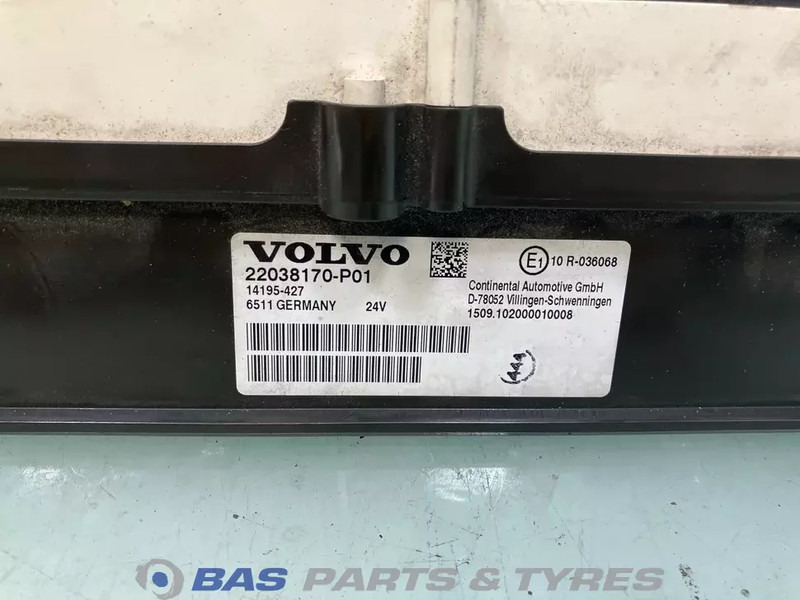 VOLVO
22038170-P01
14195-427
6511 GERMANY 24V
E1 10 R-036068
Continental Automotive GmbH
D-78052 Villingen-Schwenningen
1509.102000010008
444
BAS PARTS & TYRES